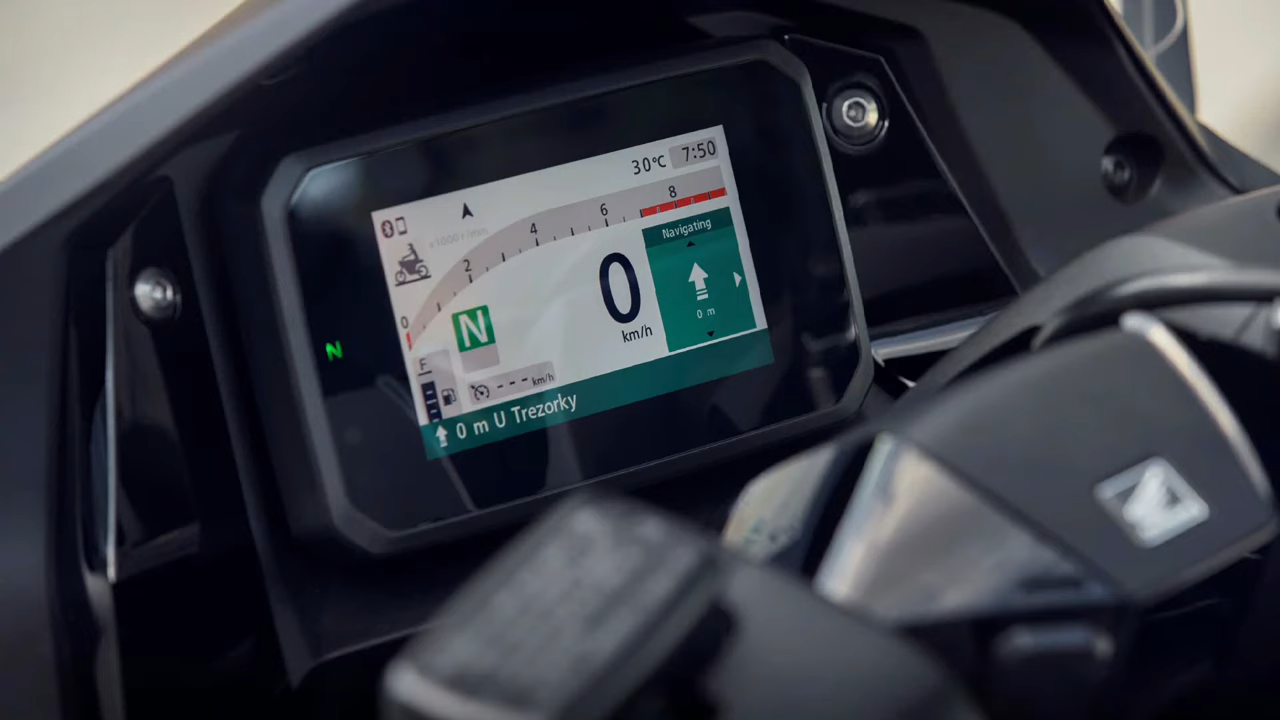 30°C 7:50
x1000 r/min
0 2 4 6 8
Navigating
0 m
N
0
km/h
N
F
--- km/h
0 m U Trezorky